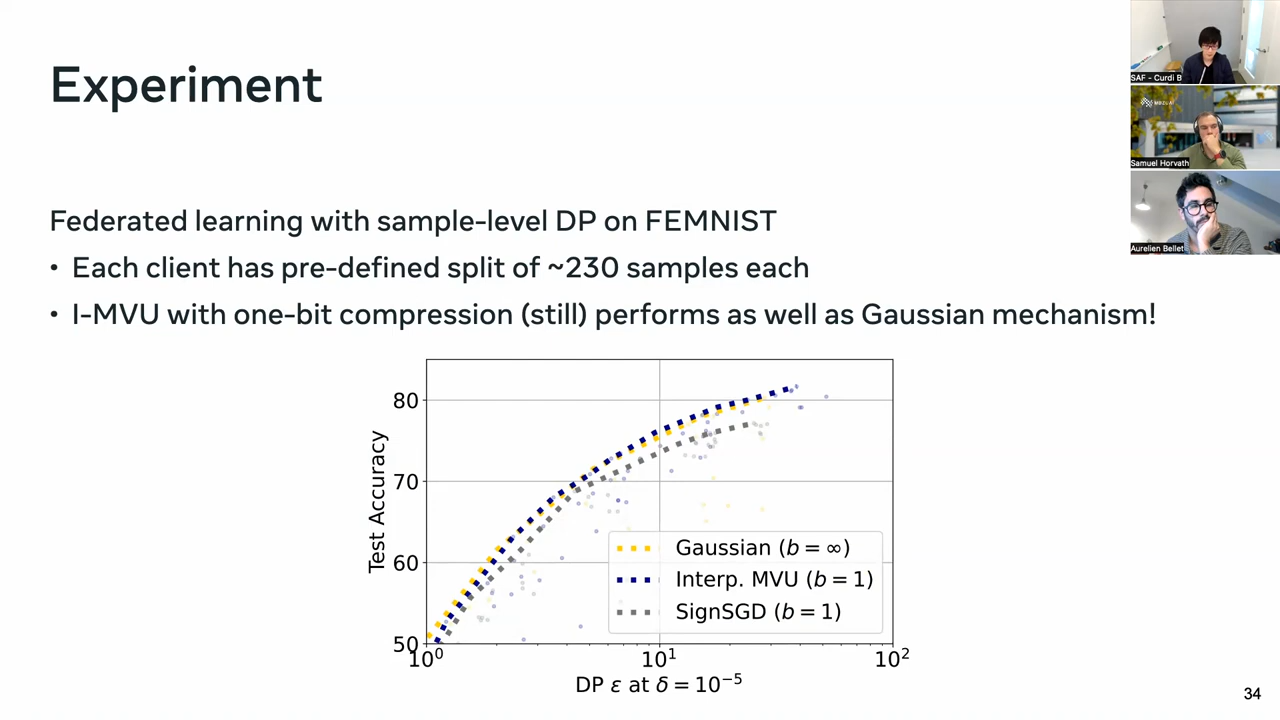 Experiment
Federated learning with sample-level DP on FEMNIST
• Each client has pre-defined split of ~230 samples each
• I-MVU with one-bit compression (still) performs as well as Gaussian mechanism!
80
70
60
50
Test Accuracy
Gaussian (b = ∞)
Interp. MVU (b = 1)
SignSGD (b = 1)
10⁰ 10¹ 10²
DP ε at δ = 10⁻⁵
34
SAF - Curdi B
Samuel Horvath
Aurelien Bellet